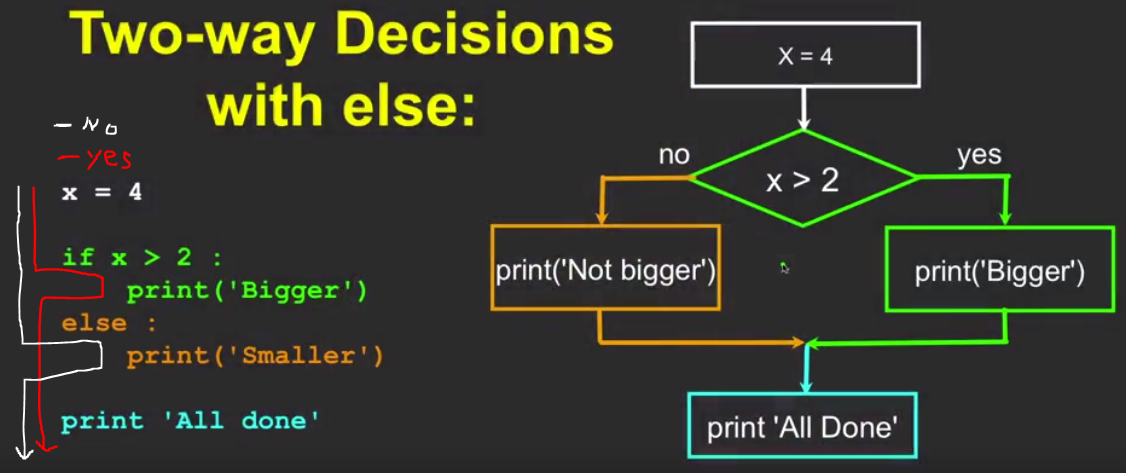 Two-way Decisions
with else:
- No
- yes
x = 4
if x > 2 :
print('Bigger')
else :
print('Smaller')
print 'All done'
X = 4
x > 2
no
yes
print('Not bigger')
print('Bigger')
print 'All Done'